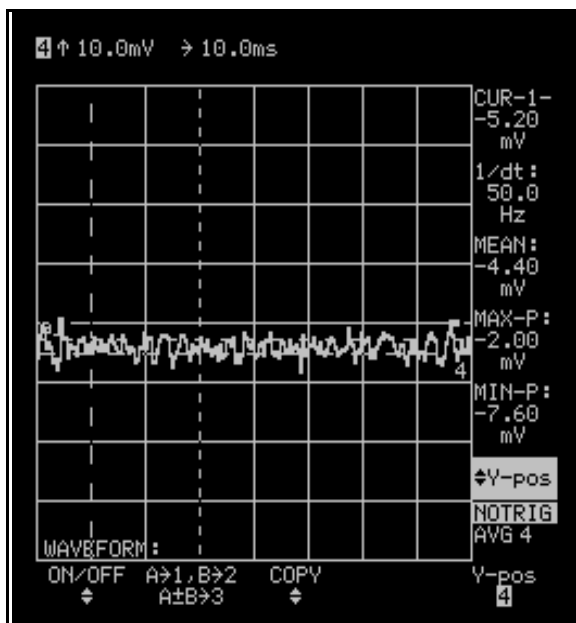 4↑10.0mV →10.0ms
CUR-1-
-5.20
mV
1/dt:
50.0
Hz
MEAN:
-4.40
mV
MAX-P:
-2.00
mV
4
MIN-P:
-7.60
mV
♦Y-pos
NOTRIG
AVG 4
WAVEFORM:
ON/OFF A→1,B→2 COPY Y-pos
♦ A±B→3 ♦ 4